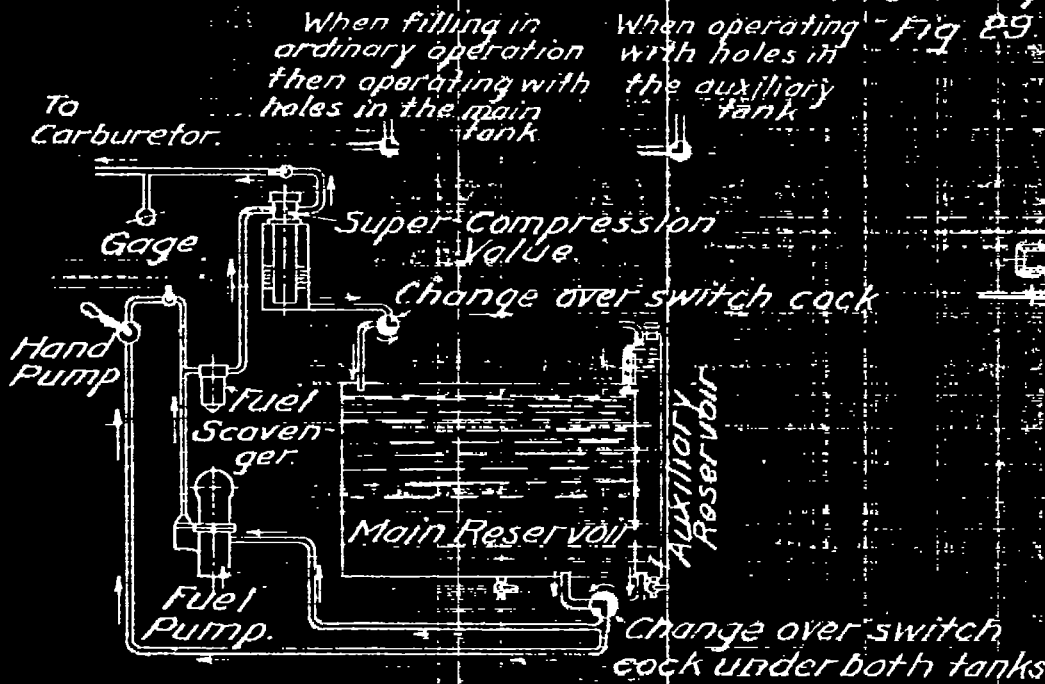 When filling in
ordinary operation
then operating with
holes in the main
tank
When operating
with holes in
the auxiliary
tank
Fig 29.
To
Carburetor.
Gage
Super Compression
Value.
Change over switch cock
Hand
Pump
Fuel
Scaven-
ger.
Main Reservoir
Auxiliary
Reservoir
Fuel
Pump.
Change over switch
cock under both tanks